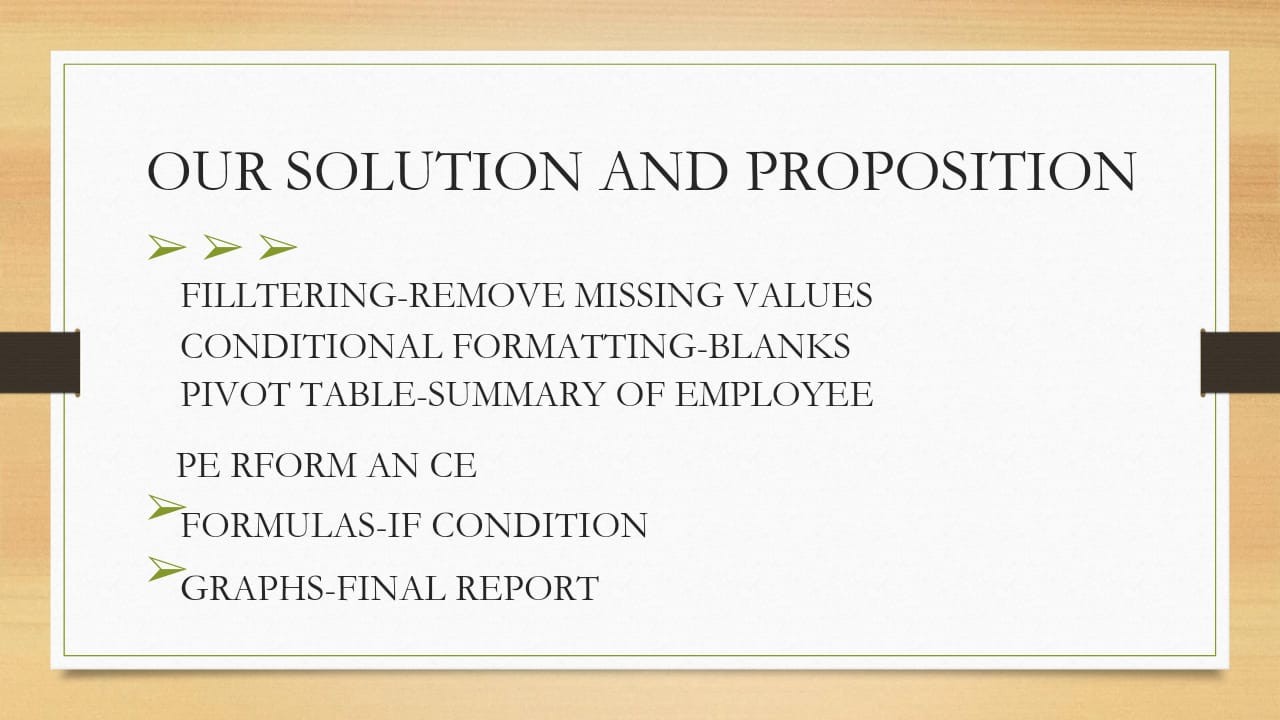 OUR SOLUTION AND PROPOSITION
➢ ➢ ➢
FILLTERING-REMOVE MISSING VALUES
CONDITIONAL FORMATTING-BLANKS
PIVOT TABLE-SUMMARY OF EMPLOYEE
PE RFORM AN CE
➢ FORMULAS-IF CONDITION
➢ GRAPHS-FINAL REPORT